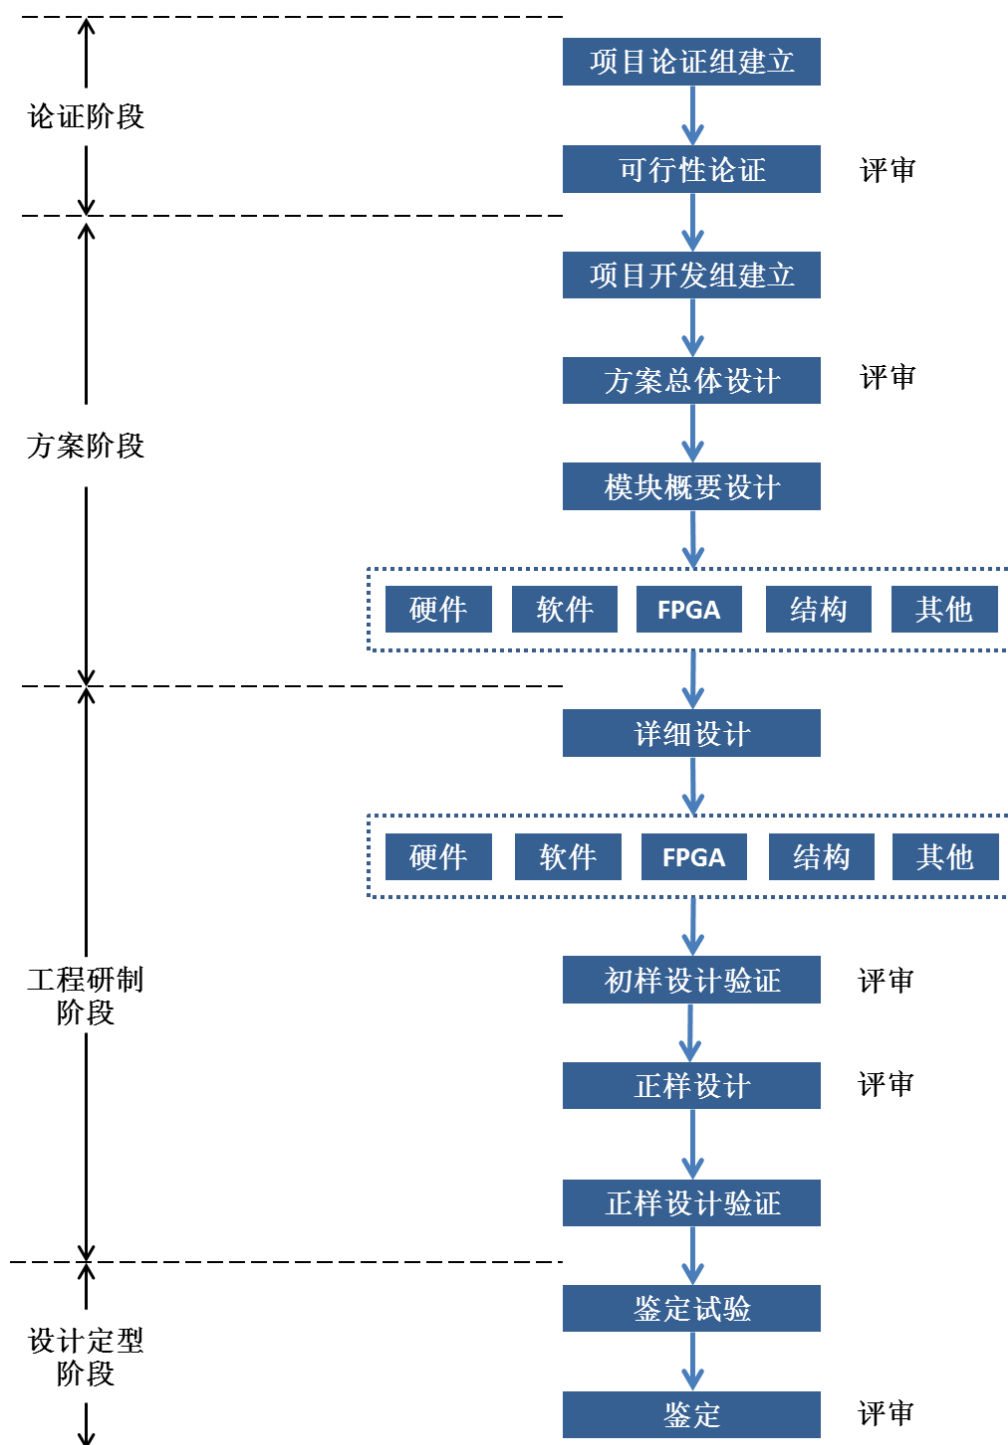 项目论证组建立
论证阶段
可行性论证
评审
项目开发组建立
方案总体设计
评审
方案阶段
模块概要设计
硬件
软件
FPGA
结构
其他
详细设计
硬件
软件
FPGA
结构
其他
初样设计验证
评审
工程研制
阶段
正样设计
评审
正样设计验证
鉴定试验
设计定型
阶段
鉴定
评审